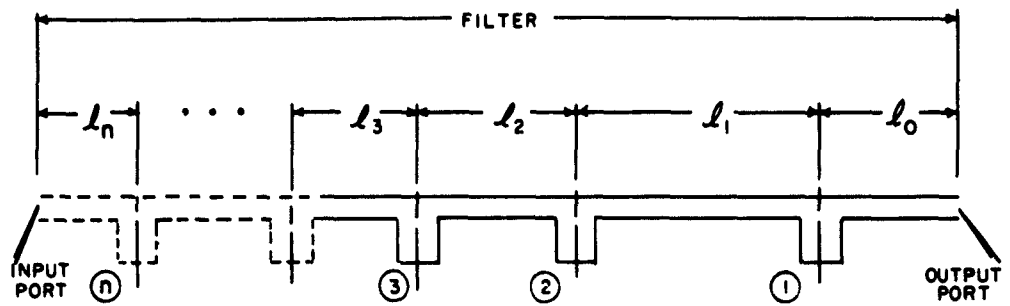 FILTER
ln ... l3 l2 l1 l0
INPUT PORT
n 3 2 1
OUTPUT PORT